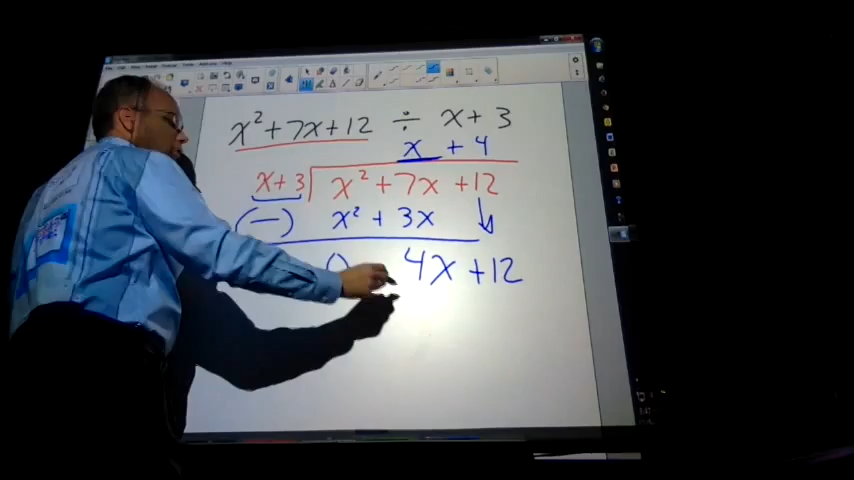 x² + 7x + 12 ÷ x + 3
x + 4
x + 3 x² + 7x + 12
(−) x² + 3x ↓
0 4x + 12